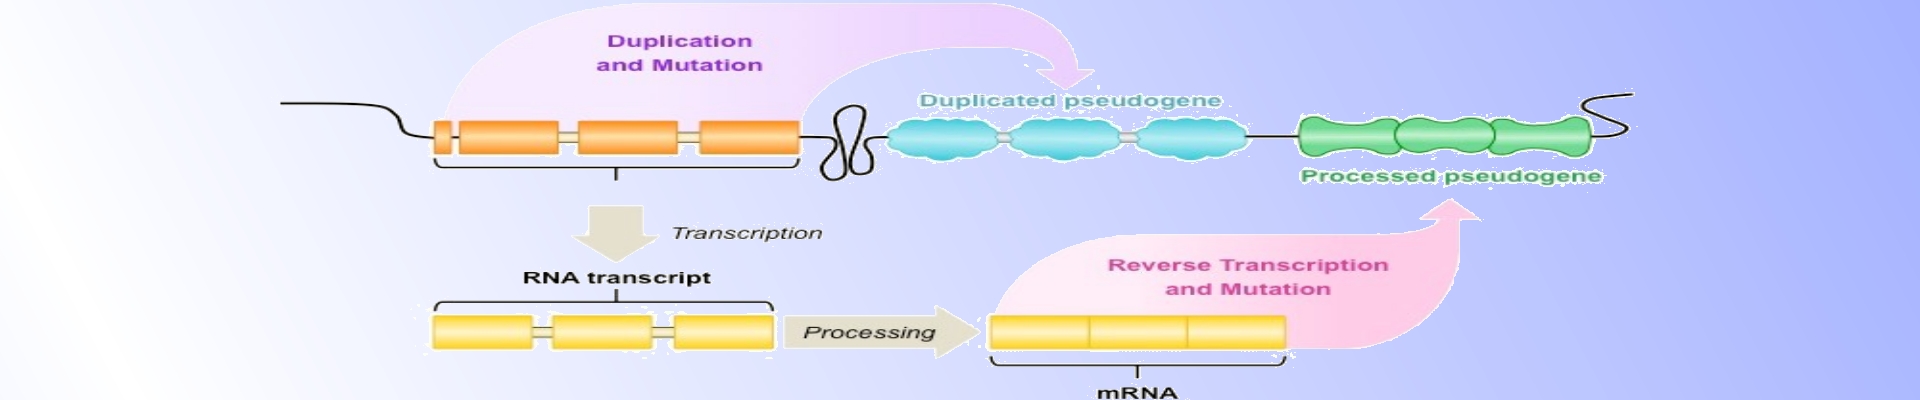 Duplication
and Mutation
Duplicated pseudogene
Processed pseudogene
Transcription
RNA transcript
Reverse Transcription
and Mutation
Processing
mRNA